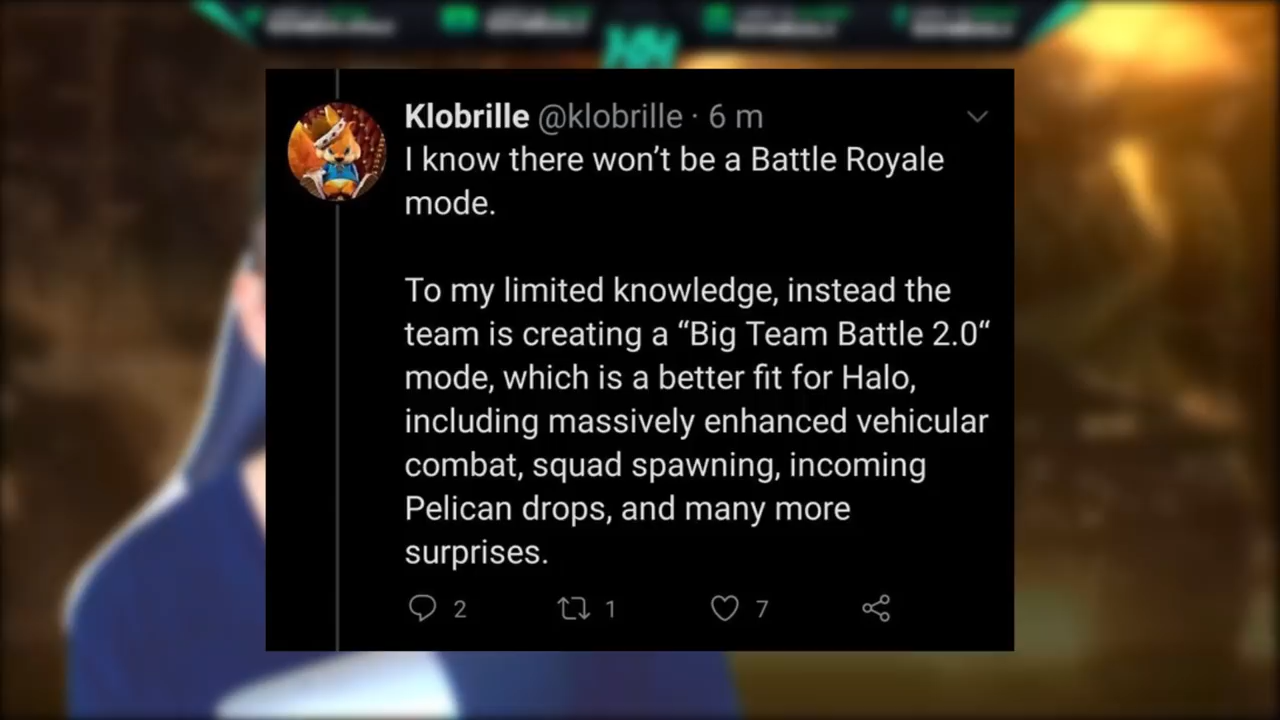 Klobrille @klobrille · 6 m
I know there won’t be a Battle Royale
mode.
To my limited knowledge, instead the
team is creating a “Big Team Battle 2.0“
mode, which is a better fit for Halo,
including massively enhanced vehicular
combat, squad spawning, incoming
Pelican drops, and many more
surprises.
2 1 7